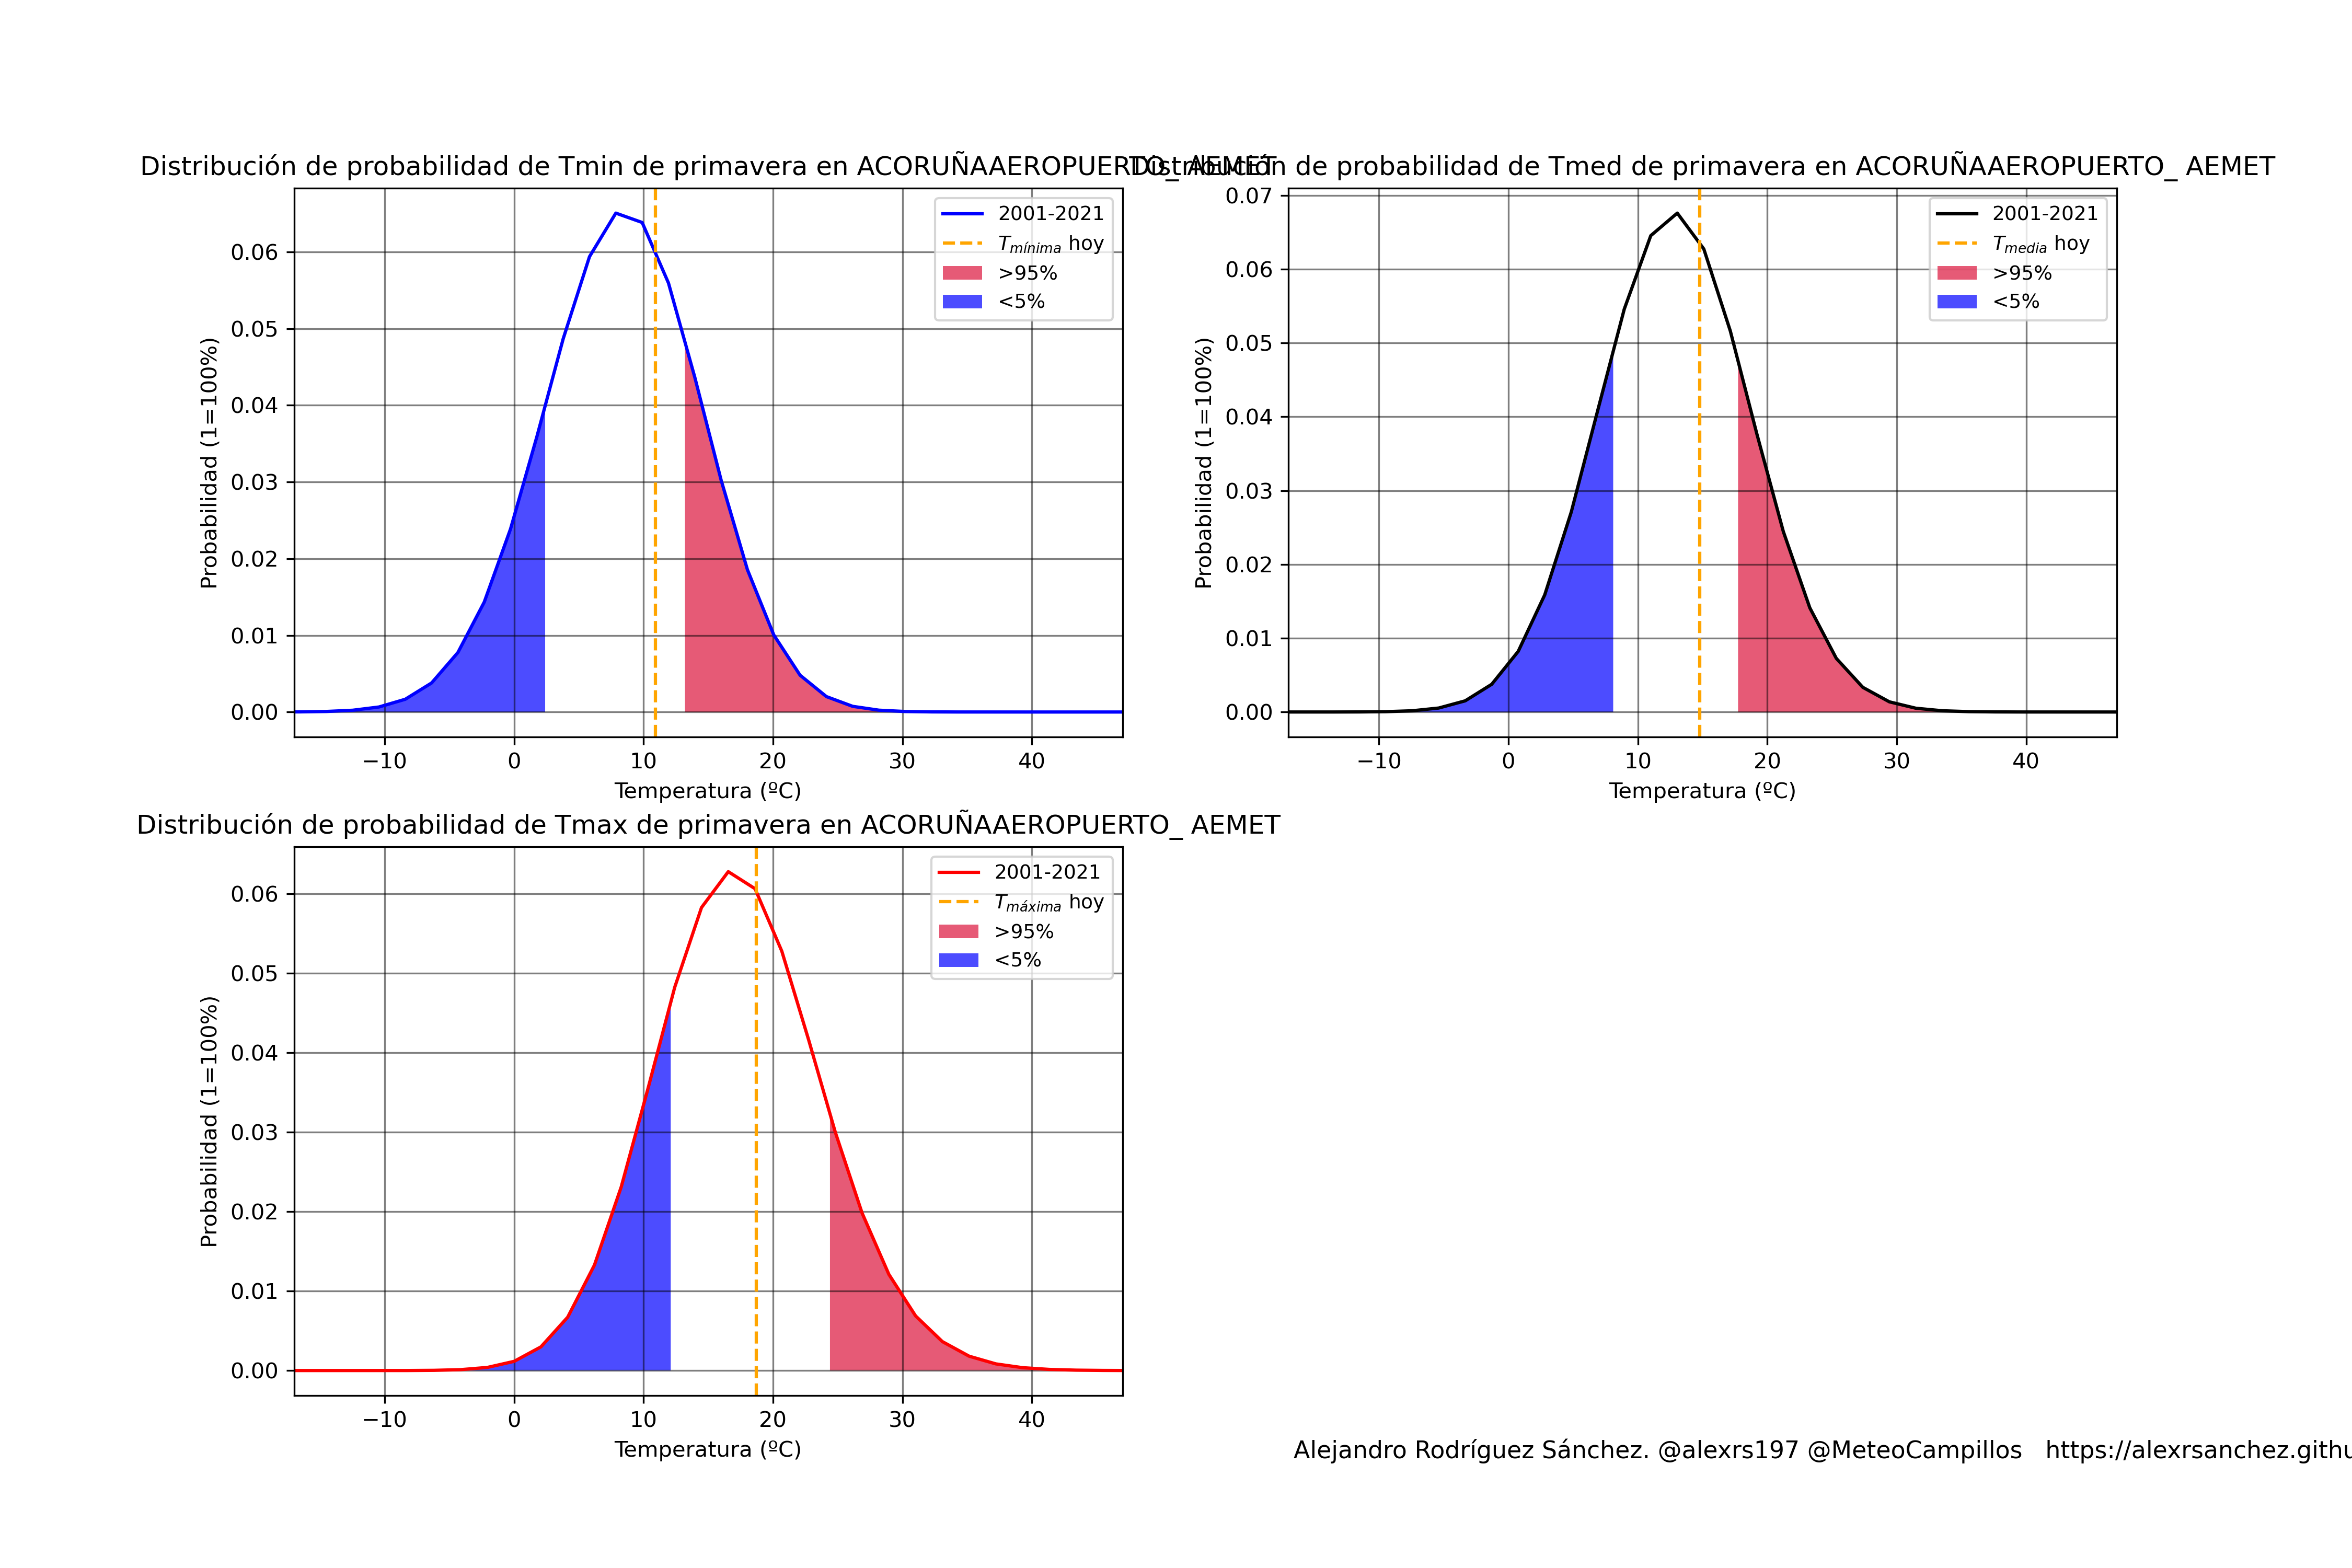 Distribución de probabilidad de Tmin de primavera en ACORUÑAAEROPUERTO_ AEMET
Probabilidad (1=100%)
0.06
0.05
0.04
0.03
0.02
0.01
0.00
−10 0 10 20 30 40
Temperatura (ºC)
2001-2021
Tmínima hoy
>95%
<5%
Distribución de probabilidad de Tmed de primavera en ACORUÑAAEROPUERTO_ AEMET
Probabilidad (1=100%)
0.07
0.06
0.05
0.04
0.03
0.02
0.01
0.00
−10 0 10 20 30 40
Temperatura (ºC)
2001-2021
Tmedia hoy
>95%
<5%
Distribución de probabilidad de Tmax de primavera en ACORUÑAAEROPUERTO_ AEMET
Probabilidad (1=100%)
0.06
0.05
0.04
0.03
0.02
0.01
0.00
−10 0 10 20 30 40
Temperatura (ºC)
2001-2021
Tmáxima hoy
>95%
<5%
Alejandro Rodríguez Sánchez. @alexrs197 @MeteoCampillos https://alexrsanchez.githu